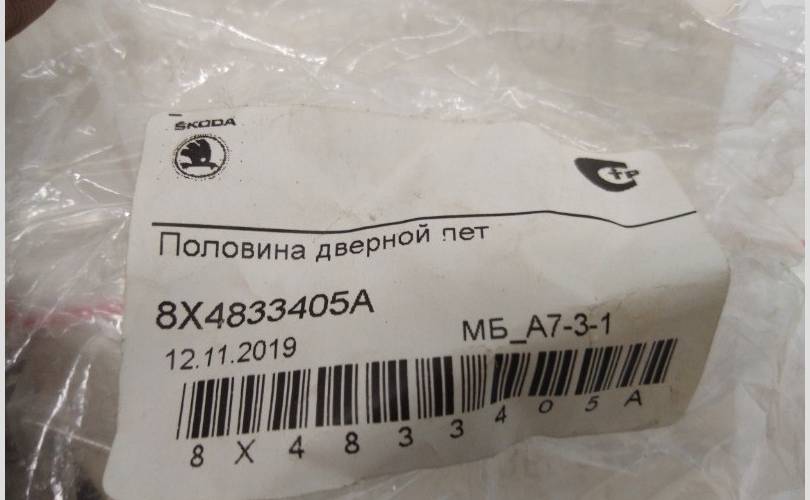 ŠKODA
Половина дверной пет
8X4833405A
12.11.2019
МБ_А7-3-1
8 X 4 8 3 3 4 0 5 A